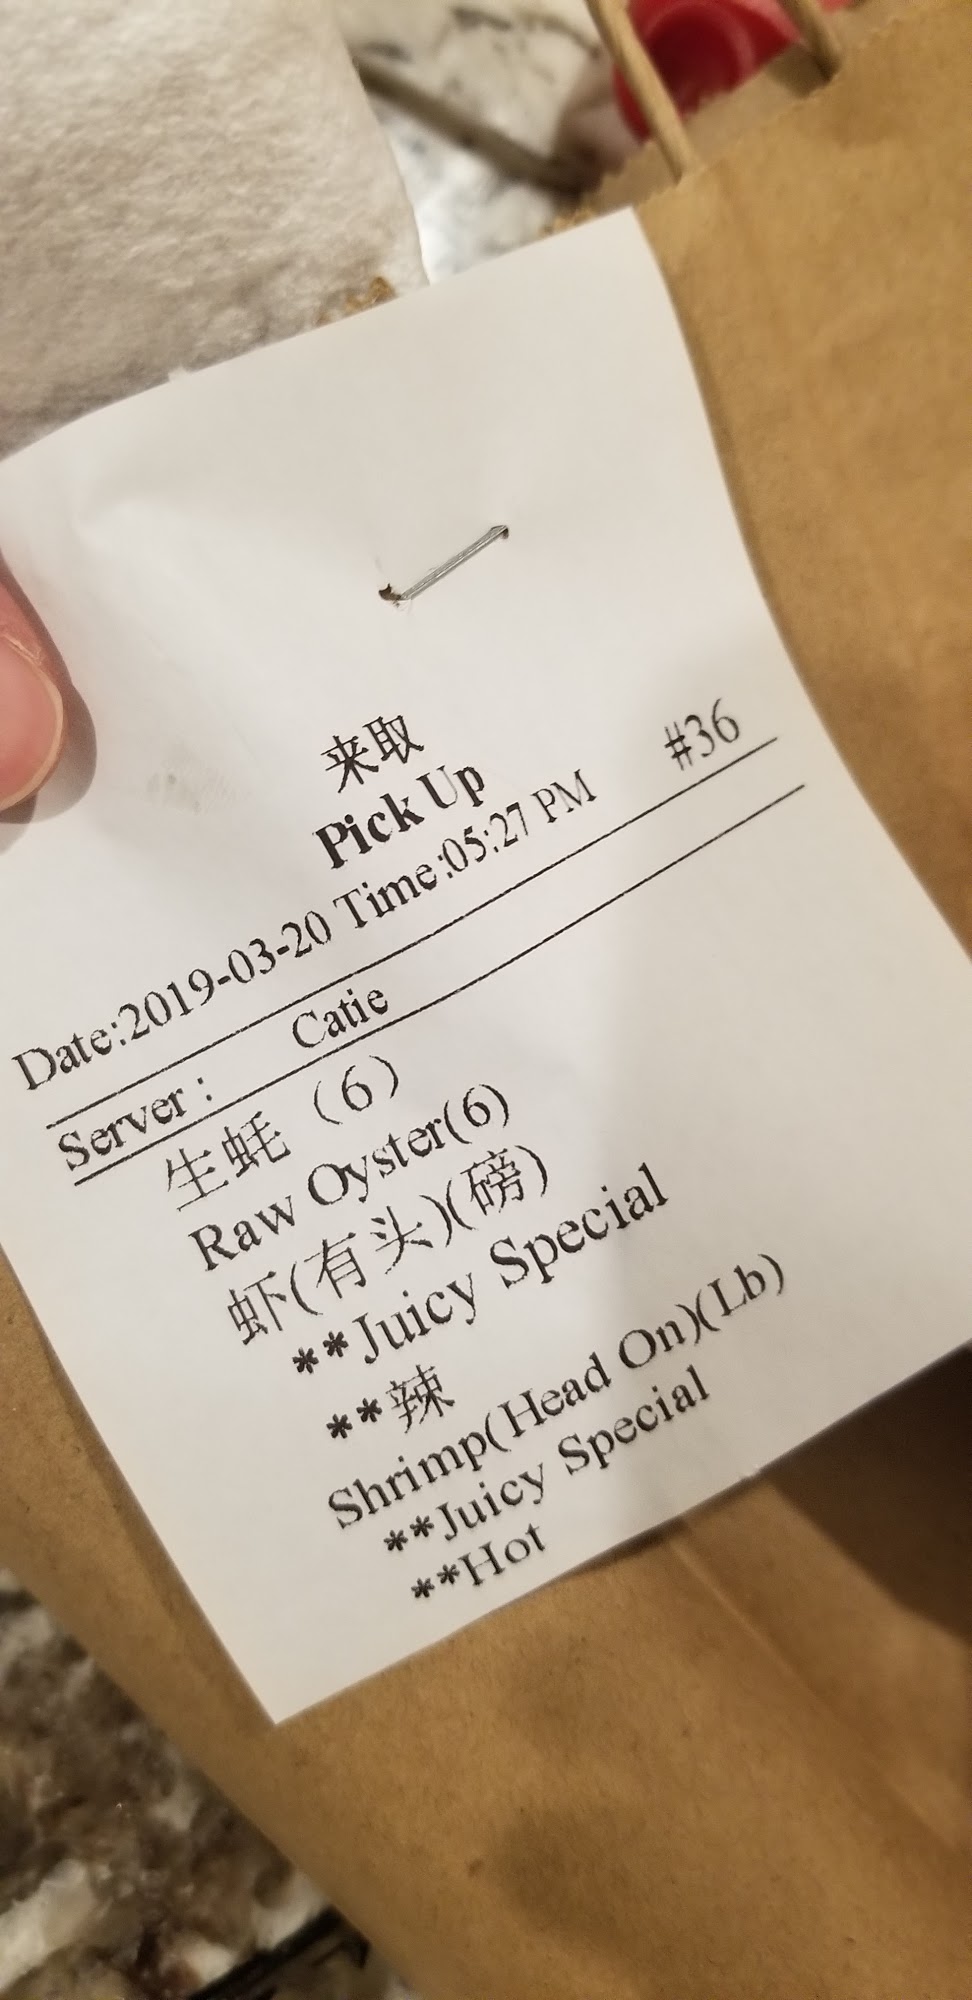 来取
Pick Up
#36
Date:2019-03-20 Time:05:27 PM
Server : Catie
生蚝（6）
Raw Oyster(6)
虾(有头)(磅)
**Juicy Special
**辣
Shrimp(Head On)(Lb)
**Juicy Special
**Hot